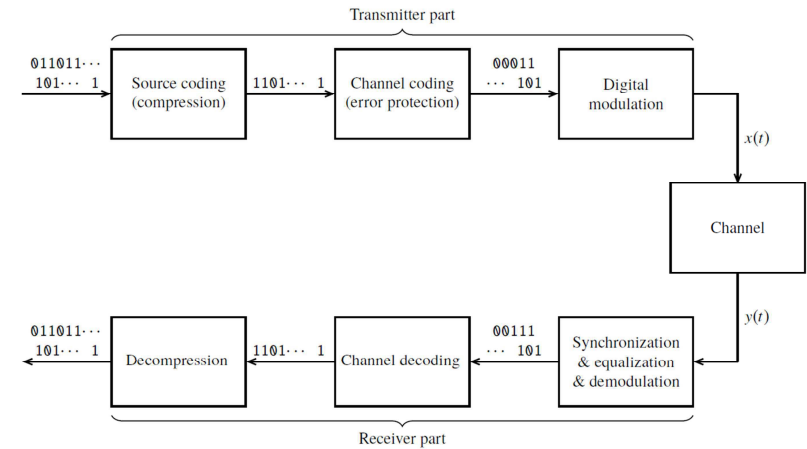 Transmitter part
011011···
101··· 1
Source coding
(compression)
1101··· 1
Channel coding
(error protection)
00011
··· 101
Digital
modulation
x(t)
Channel
y(t)
011011···
101··· 1
Decompression
1101··· 1
Channel decoding
00111
··· 101
Synchronization
& equalization
& demodulation
Receiver part